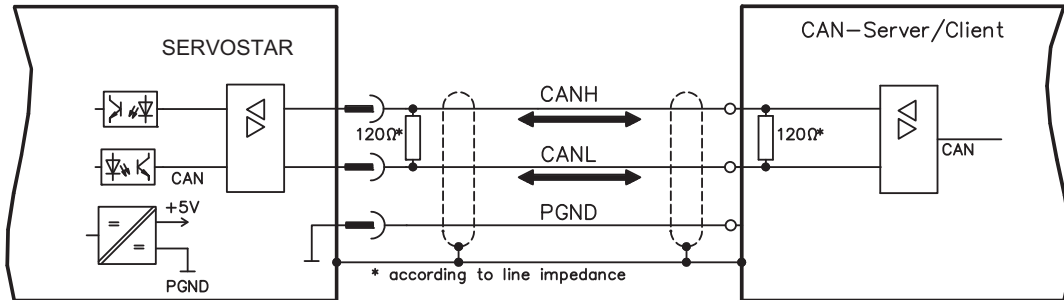 SERVOSTAR
CAN-Server/Client
CANH
120Ω*
120Ω*
CANL
CAN
CAN
+5V
PGND
PGND
* according to line impedance